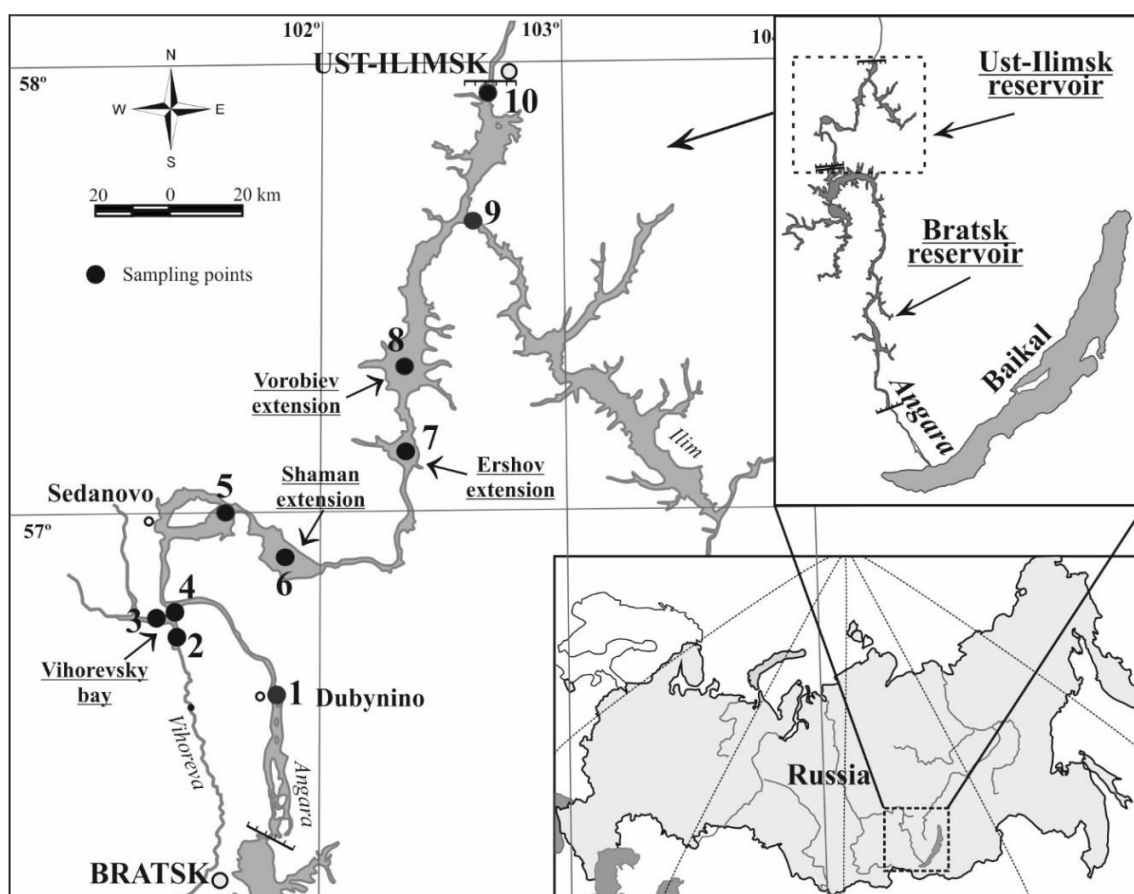 102º
103º
10
58º
UST-ILIMSK
10
N
W
E
S
20
0
20 km
Sampling points
9
8
Vorobiev
extension
7
Ershov
extension
Ilim
Shaman
extension
Sedanovo
5
57º
6
4
3
2
Vihorevsky
bay
1
Dubynino
Vihoreva
Angara
BRATSK
Ust-Ilimsk
reservoir
Bratsk
reservoir
Angara
Baikal
Russia